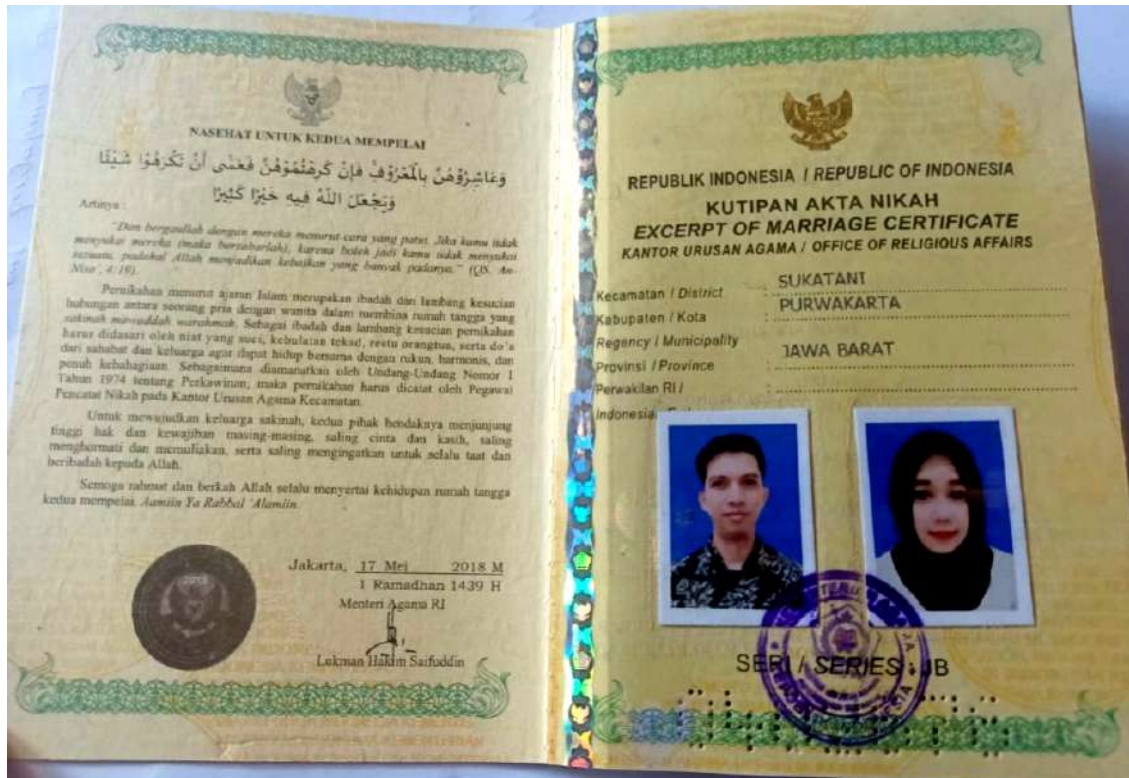 NASEHAT UNTUK KEDUA MEMPELAI
وَعَاشِرُوْهُنَّ بِالْمَعْرُوْفِ فَإِنْ كَرِهْتُمُوْهُنَّ فَعَسٰى أَنْ تَكْرَهُوْا شَيْئًا
وَيَجْعَلَ اللّٰهُ فِيهِ خَيْرًا كَثِيْرًا
Artinya :
"Dan bergaullah dengan mereka menurut cara yang patut. Jika kamu tidak
menyukai mereka (maka bersabarlah), karena boleh jadi kamu tidak menyukai
sesuatu, padahal Allah menjadikan kebaikan yang banyak padanya." (QS. An-
Nisa', 4:19).
Pernikahan menurut ajaran Islam merupakan ibadah dan lambang kesucian
hubungan antara seorang pria dengan wanita dalam membina rumah tangga yang
sakinah mawaddah warahmah. Sebagai ibadah dan lambang kesucian pernikahan
harus didasari oleh niat yang suci, kebulatan tekad, restu orangtua, serta do'a
dari sahabat dan keluarga agar dapat hidup bersama dengan rukun, harmonis, dan
penuh kebahagiaan. Sebagaimana diamanatkan oleh Undang-Undang Nomor 1
Tahun 1974 tentang Perkawinan, maka pernikahan harus dicatat oleh Pegawai
Pencatat Nikah pada Kantor Urusan Agama Kecamatan.
Untuk mewujudkan keluarga sakinah, kedua pihak hendaknya menjunjung
tinggi hak dan kewajiban masing-masing, saling cinta dan kasih, saling
menghormati dan memuliakan, serta saling mengingatkan untuk selalu taat dan
beribadah kepada Allah.
Semoga rahmat dan berkah Allah selalu menyertai kehidupan rumah tangga
kedua mempelai. Aamiin Ya Rabbal 'Alamiin.
Jakarta, 17 Mei 2018 M
1 Ramadhan 1439 H
Menteri Agama RI
Lukman Hakim Saifuddin
2018
REPUBLIK INDONESIA / REPUBLIC OF INDONESIA
KUTIPAN AKTA NIKAH
EXCERPT OF MARRIAGE CERTIFICATE
KANTOR URUSAN AGAMA / OFFICE OF RELIGIOUS AFFAIRS
Kecamatan / District : SUKATANI
Kabupaten / Kota : PURWAKARTA
Regency / Municipality
Provinsi / Province : JAWA BARAT
Perwakilan RI / :
Indonesia
SERI / SERIES : JB